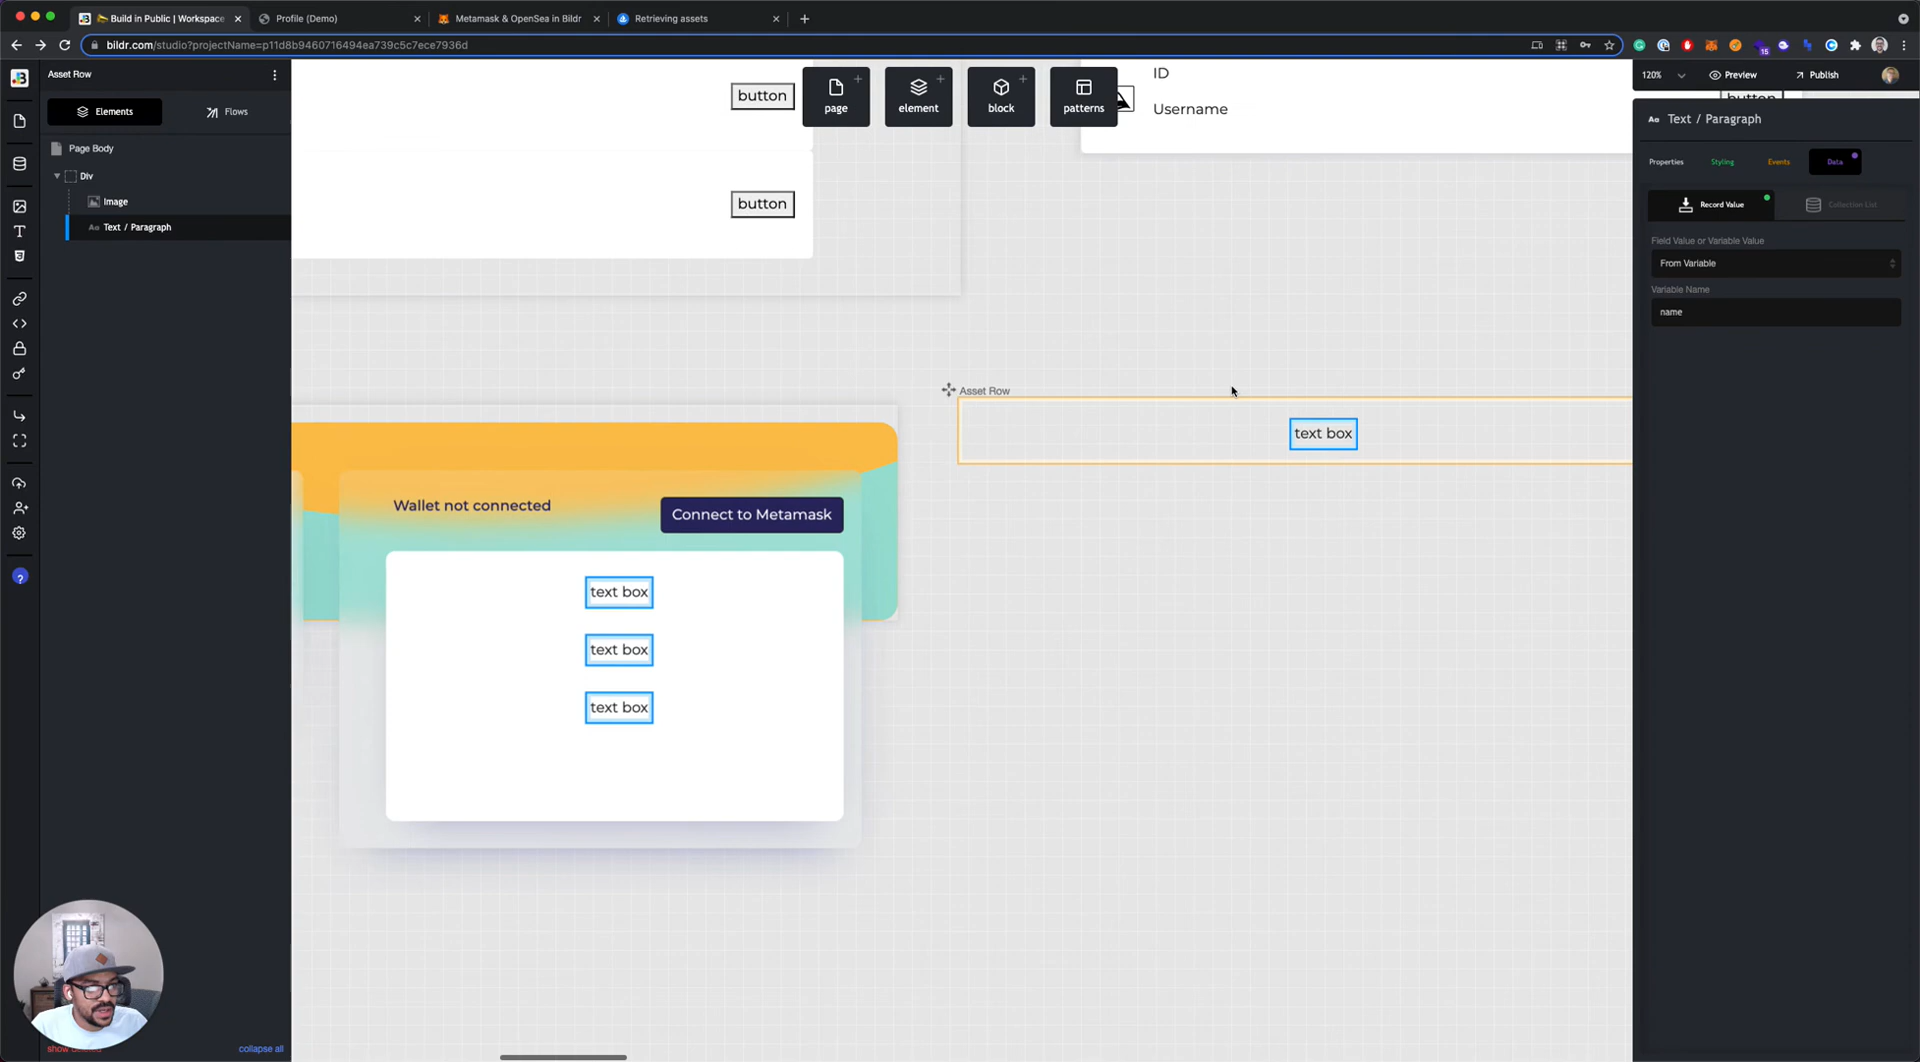 Build in Public | Workspace
Profile (Demo)
Metamask & OpenSea in Bildr
Retrieving assets
bildr.com/studio?projectName=p11d8b9460716494ea739c5c7ece7936d
15
Asset Row
Elements
Flows
Page Body
Div
Image
Text / Paragraph
collapse all
button
button
page
element
block
patterns
ID
Username
Asset Row
text box
Wallet not connected
Connect to Metamask
text box
text box
text box
120%
Preview
Publish
Text / Paragraph
Properties
Styling
Events
Data
Record Value
Collection List
Field Value or Variable Value
From Variable
Variable Name
name